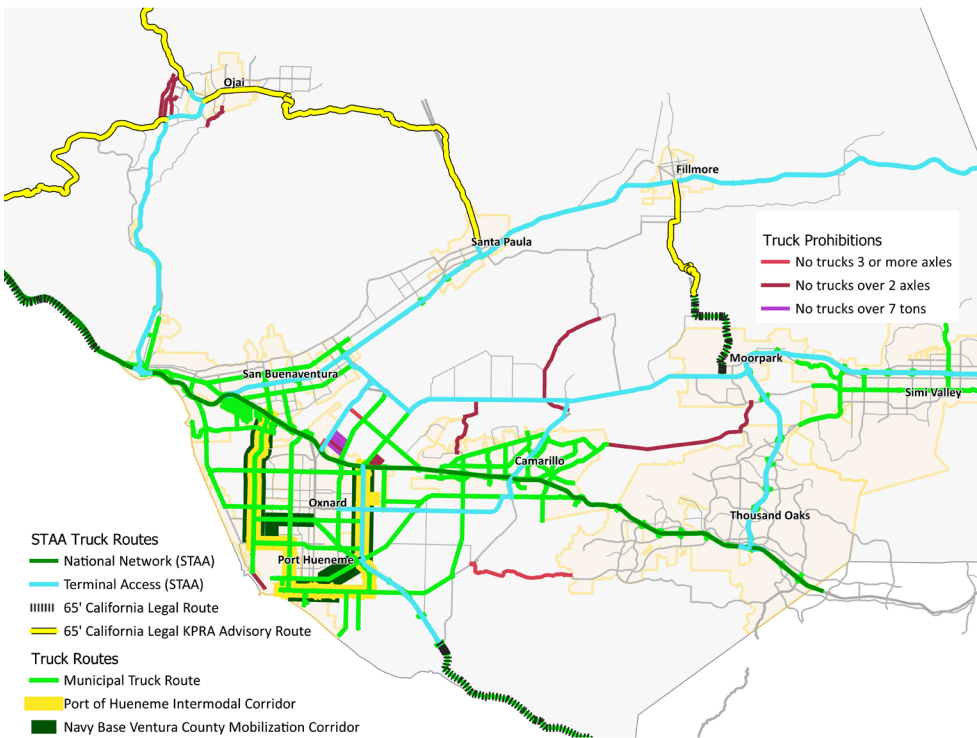 Ojai
Fillmore
Santa Paula
Truck Prohibitions
No trucks 3 or more axles
No trucks over 2 axles
No trucks over 7 tons
Moorpark
San Buenaventura
Simi Valley
Camarillo
Oxnard
Thousand Oaks
Port Hueneme
STAA Truck Routes
National Network (STAA)
Terminal Access (STAA)
65' California Legal Route
65' California Legal KPRA Advisory Route
Truck Routes
Municipal Truck Route
Port of Hueneme Intermodal Corridor
Navy Base Ventura County Mobilization Corridor